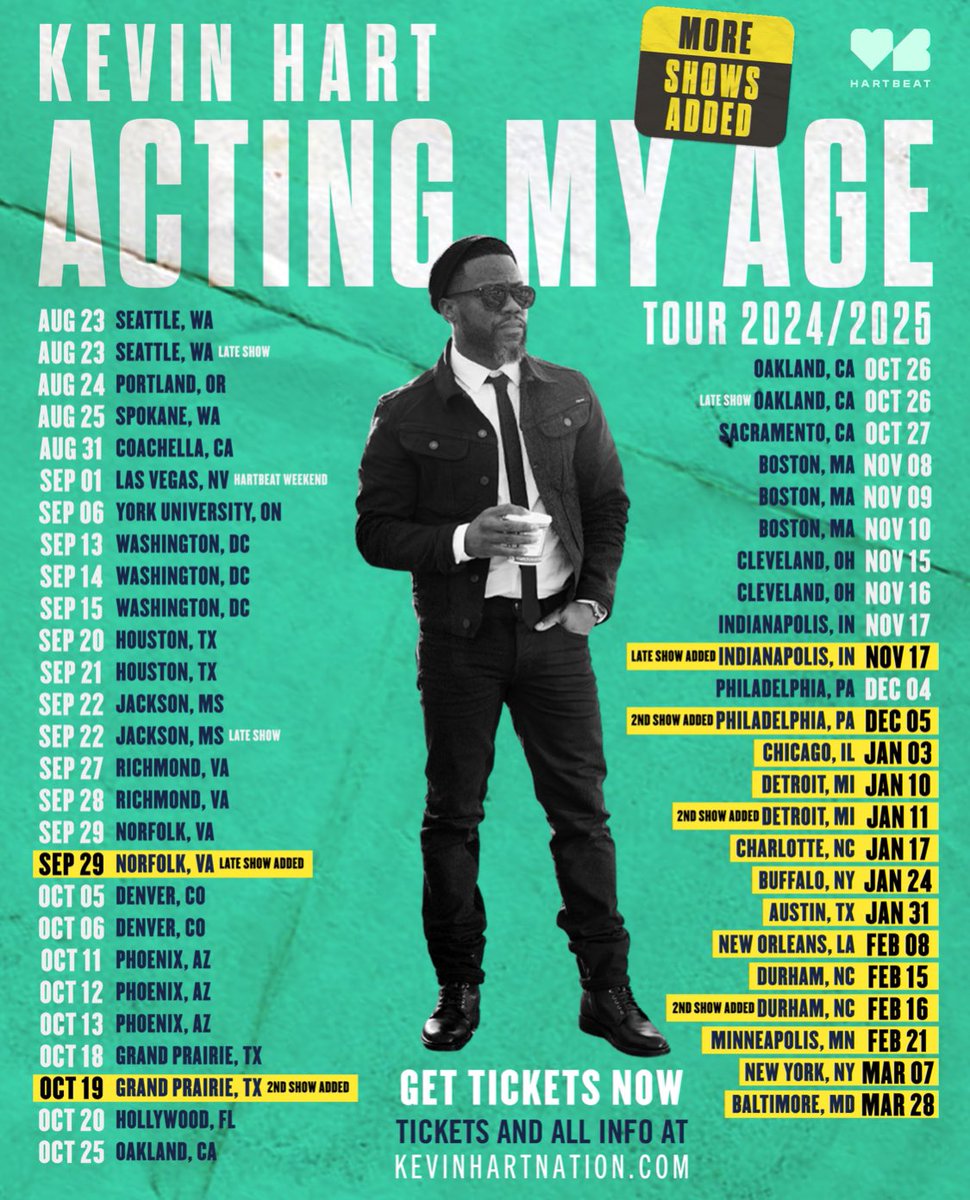 KEVIN HART
MORE
SHOWS
ADDED
HARTBEAT
ACTING MY AGE
TOUR 2024/2025
AUG 23 SEATTLE, WA
AUG 23 SEATTLE, WA LATE SHOW
AUG 24 PORTLAND, OR
AUG 25 SPOKANE, WA
AUG 31 COACHELLA, CA
SEP 01 LAS VEGAS, NV HARTBEAT WEEKEND
SEP 06 YORK UNIVERSITY, ON
SEP 13 WASHINGTON, DC
SEP 14 WASHINGTON, DC
SEP 15 WASHINGTON, DC
SEP 20 HOUSTON, TX
SEP 21 HOUSTON, TX
SEP 22 JACKSON, MS
SEP 22 JACKSON, MS LATE SHOW
SEP 27 RICHMOND, VA
SEP 28 RICHMOND, VA
SEP 29 NORFOLK, VA
SEP 29 NORFOLK, VA LATE SHOW ADDED
OCT 05 DENVER, CO
OCT 06 DENVER, CO
OCT 11 PHOENIX, AZ
OCT 12 PHOENIX, AZ
OCT 13 PHOENIX, AZ
OCT 18 GRAND PRAIRIE, TX
OCT 19 GRAND PRAIRIE, TX 2ND SHOW ADDED
OCT 20 HOLLYWOOD, FL
OCT 25 OAKLAND, CA
OAKLAND, CA OCT 26
LATE SHOW OAKLAND, CA OCT 26
SACRAMENTO, CA OCT 27
BOSTON, MA NOV 08
BOSTON, MA NOV 09
BOSTON, MA NOV 10
CLEVELAND, OH NOV 15
CLEVELAND, OH NOV 16
INDIANAPOLIS, IN NOV 17
LATE SHOW ADDED INDIANAPOLIS, IN NOV 17
PHILADELPHIA, PA DEC 04
2ND SHOW ADDED PHILADELPHIA, PA DEC 05
CHICAGO, IL JAN 03
DETROIT, MI JAN 10
2ND SHOW ADDED DETROIT, MI JAN 11
CHARLOTTE, NC JAN 17
BUFFALO, NY JAN 24
AUSTIN, TX JAN 31
NEW ORLEANS, LA FEB 08
DURHAM, NC FEB 15
2ND SHOW ADDED DURHAM, NC FEB 16
MINNEAPOLIS, MN FEB 21
NEW YORK, NY MAR 07
BALTIMORE, MD MAR 28
GET TICKETS NOW
TICKETS AND ALL INFO AT
KEVINHARTNATION.COM